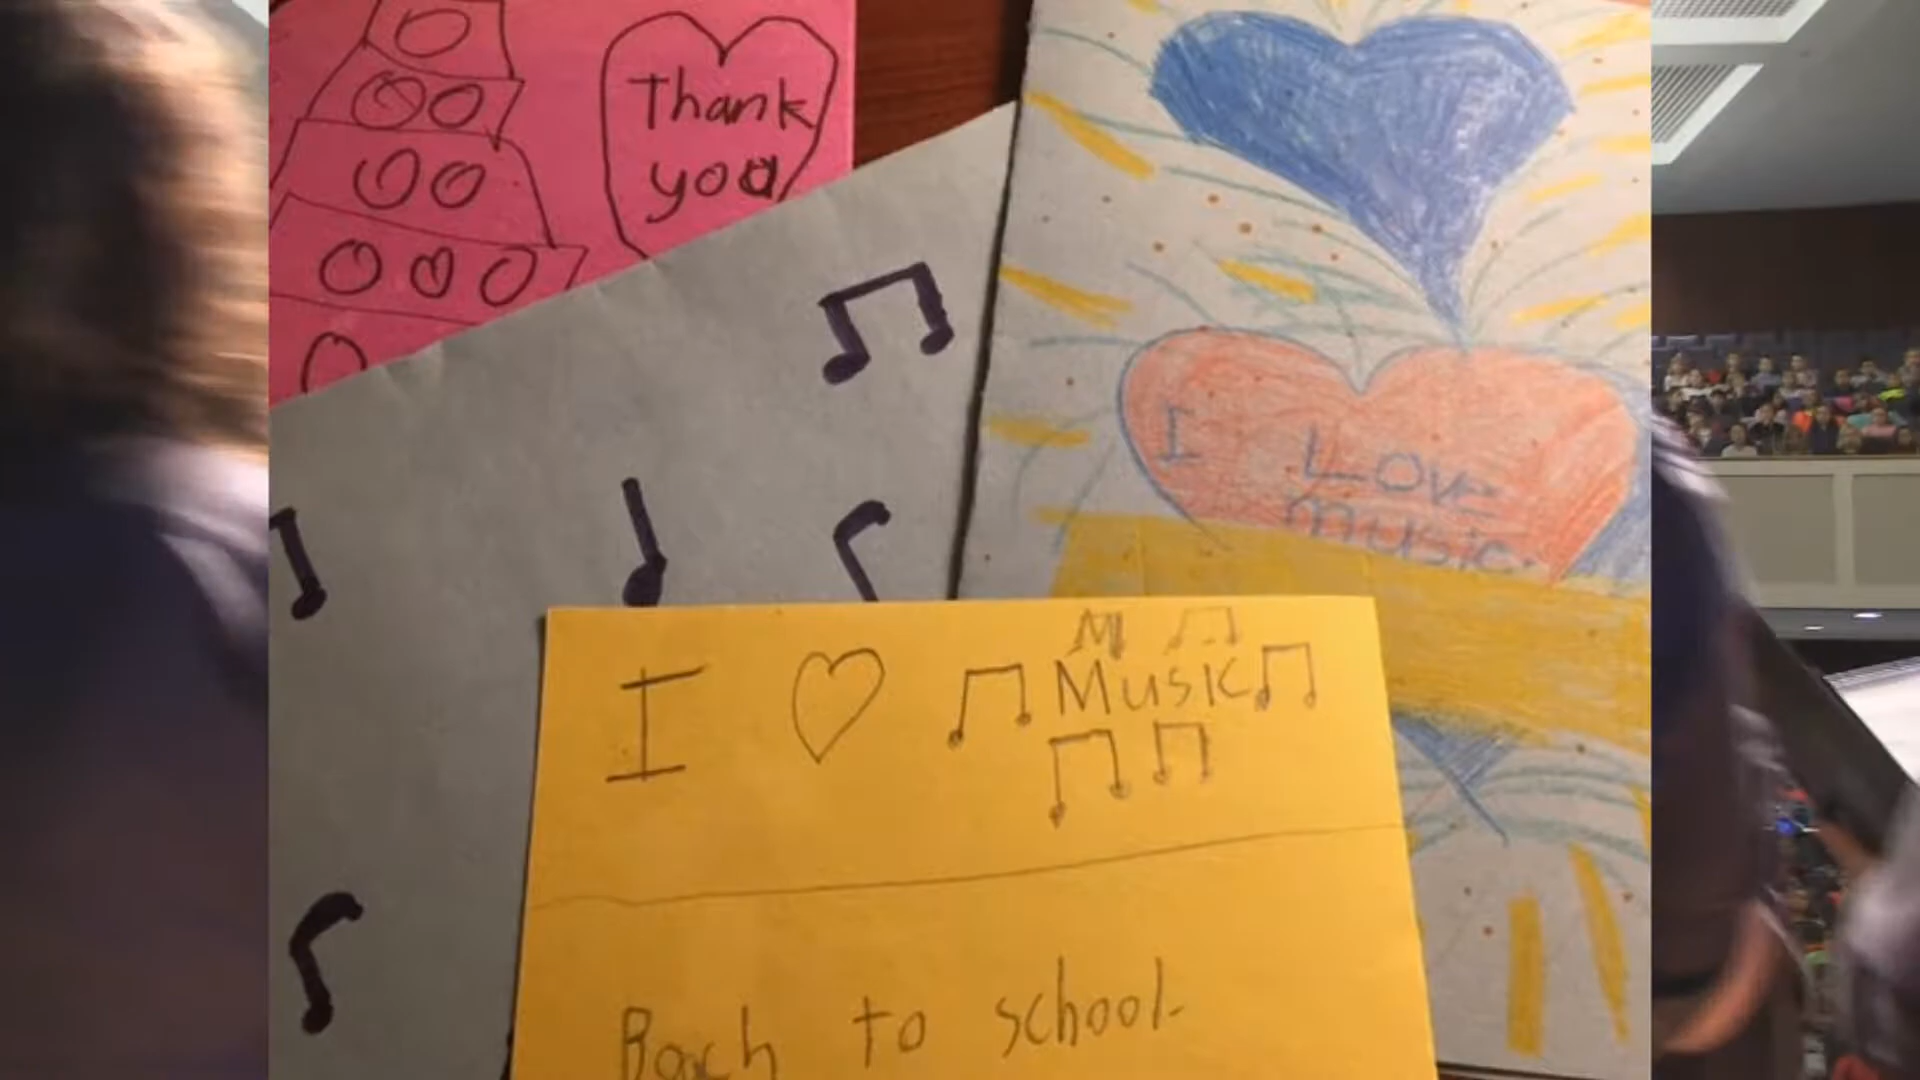 Thank
you
I Love
music
I Music
Bach to school